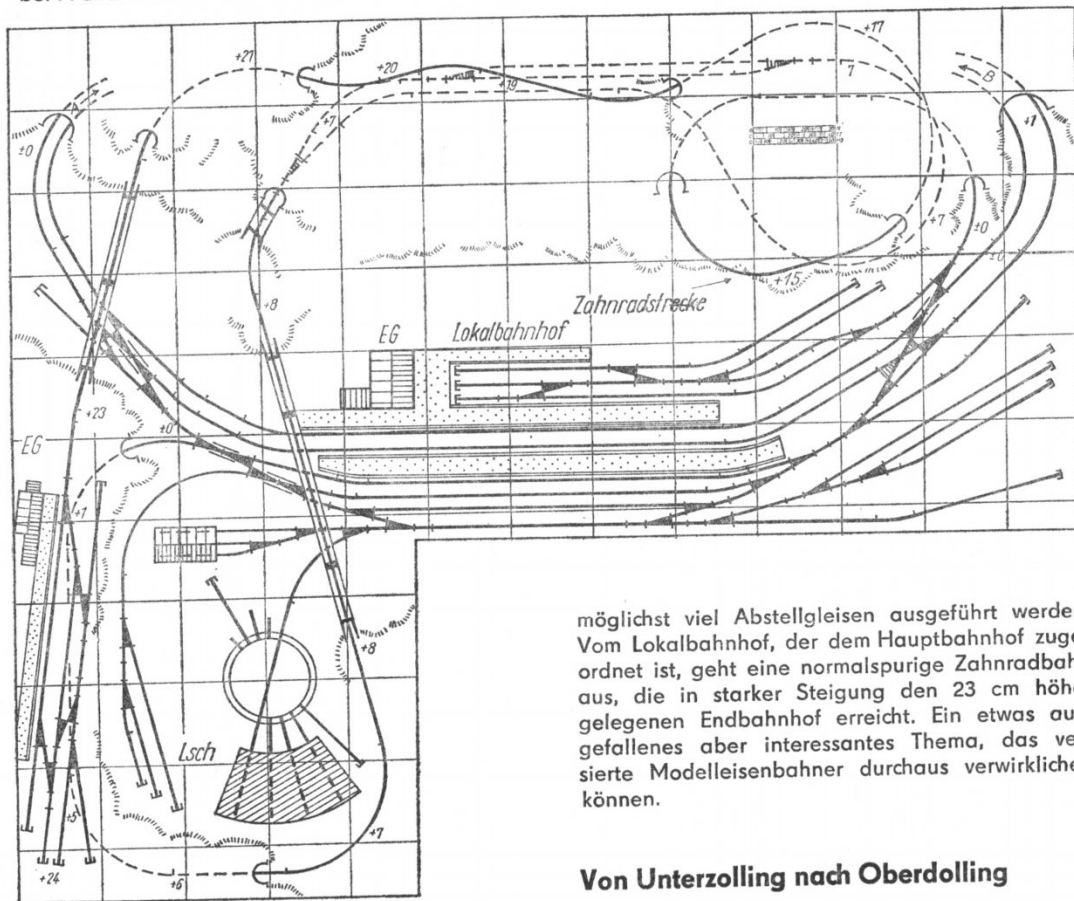 +21
+20
+19
+17
7
B
+1
A
±0
+7
+7
±0
±0
+15
Zahnradstrecke
+8
EG
Lokalbahnhof
+23
±0
EG
+1
+8
Lsch
+5
+7
+24
+6
möglichst viel Abstellgleisen ausgeführt werde
Vom Lokalbahnhof, der dem Hauptbahnhof zuge
ordnet ist, geht eine normalspurige Zahnradbah
aus, die in starker Steigung den 23 cm höhe
gelegenen Endbahnhof erreicht. Ein etwas au
gefallenes aber interessantes Thema, das ve
sierte Modelleisenbahner durchaus verwirkliche
können.
Von Unterzolling nach Oberdolling